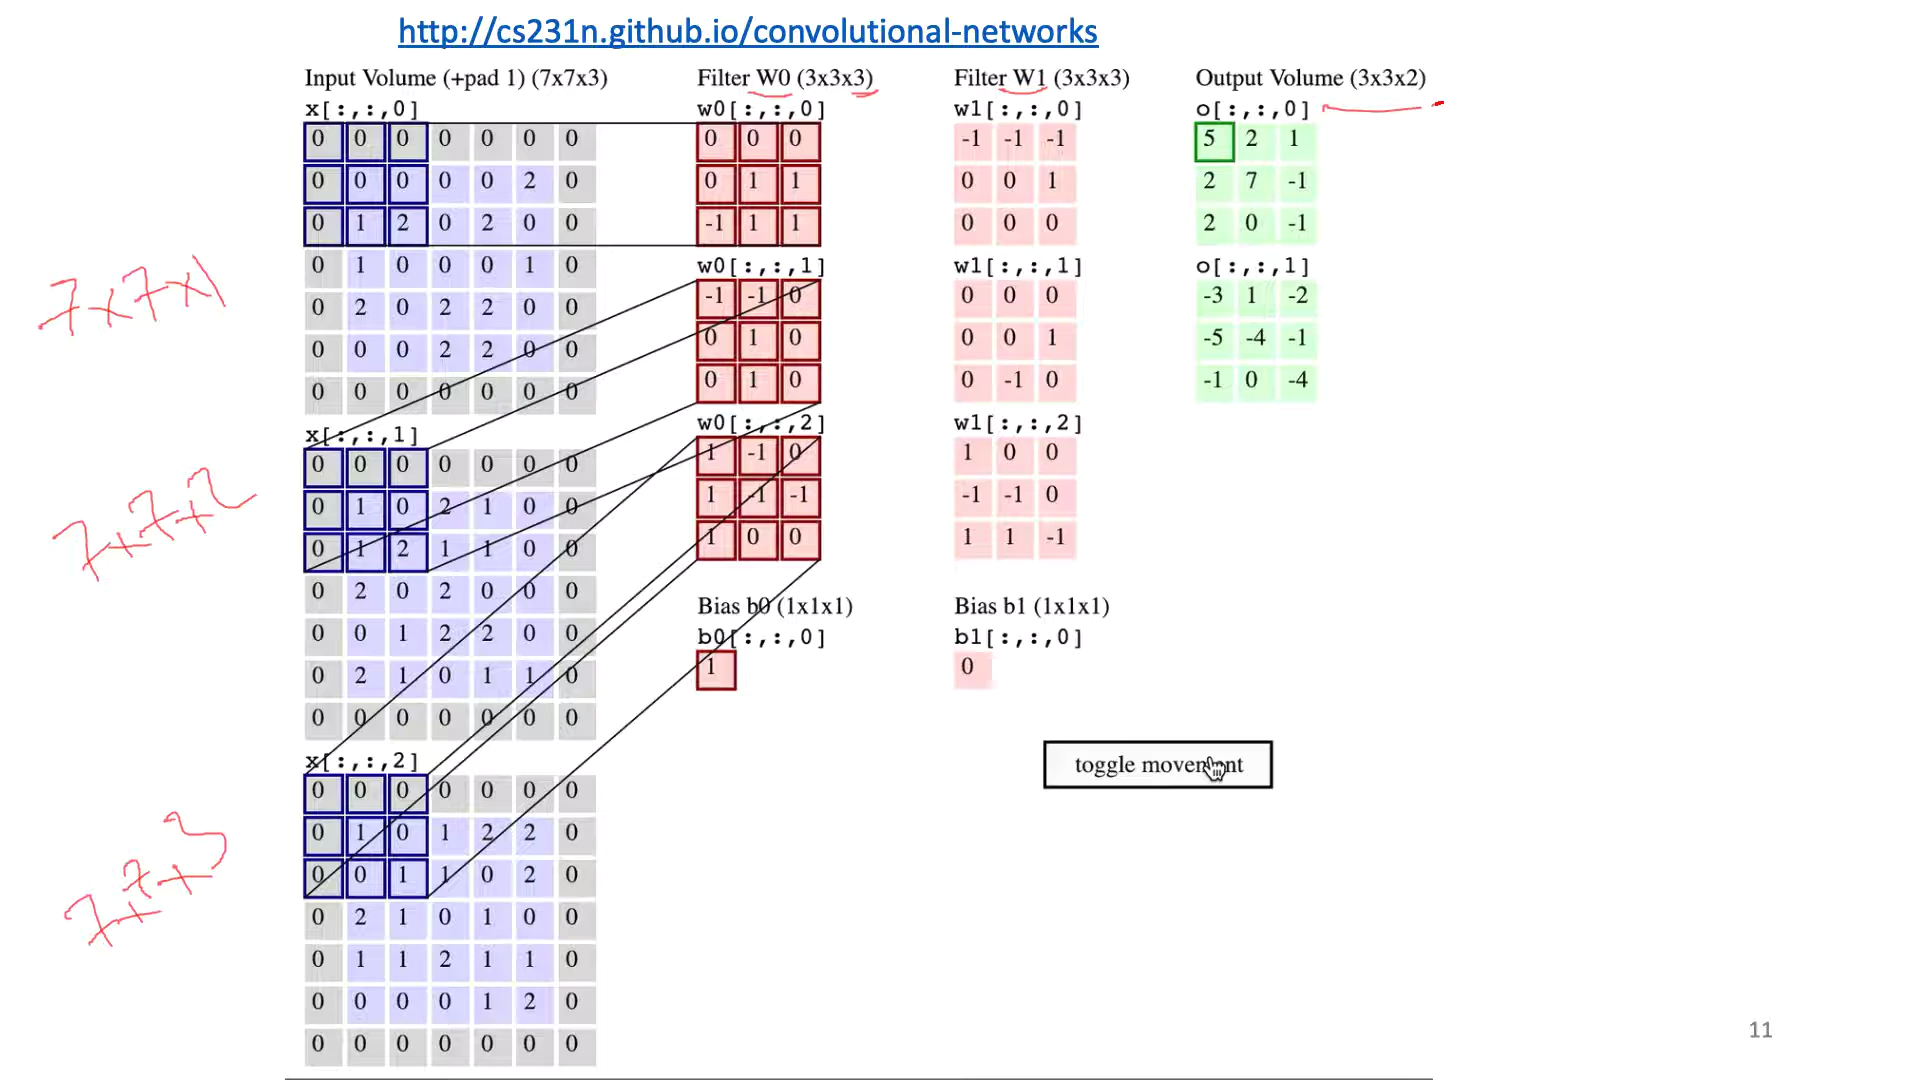 http://cs231n.github.io/convolutional-networks
Input Volume (+pad 1) (7x7x3)
x[:,:,0]
0 0 0 0 0 0 0
0 0 0 0 0 2 0
0 1 2 0 2 0 0
0 1 0 0 0 1 0
0 2 0 2 2 0 0
0 0 0 2 2 0 0
0 0 0 0 0 0 0
x[:,:,1]
0 0 0 0 0 0 0
0 1 0 2 1 0 0
0 1 2 1 1 0 0
0 2 0 2 0 0 0
0 0 1 2 2 0 0
0 2 1 0 1 1 0
0 0 0 0 0 0 0
x[:,:,2]
0 0 0 0 0 0 0
0 1 0 1 2 2 0
0 0 1 1 0 2 0
0 2 1 0 1 0 0
0 1 1 2 1 1 0
0 0 0 0 1 2 0
0 0 0 0 0 0 0
7x7x1
7x7x2
7x7x3
Filter W0 (3x3x3)
w0[:,:,0]
0 0 0
0 1 1
-1 1 1
w0[:,:,1]
-1 -1 0
0 1 0
0 1 0
w0[:,:,2]
1 -1 0
1 -1 -1
1 0 0
Bias b0 (1x1x1)
b0[:,:,0]
1
Filter W1 (3x3x3)
w1[:,:,0]
-1 -1 -1
0 0 1
0 0 0
w1[:,:,1]
0 0 0
0 0 1
0 -1 0
w1[:,:,2]
1 0 0
-1 -1 0
1 1 -1
Bias b1 (1x1x1)
b1[:,:,0]
0
Output Volume (3x3x2)
o[:,:,0]
5 2 1
2 7 -1
2 0 -1
o[:,:,1]
-3 1 -2
-5 -4 -1
-1 0 -4
toggle movement
11